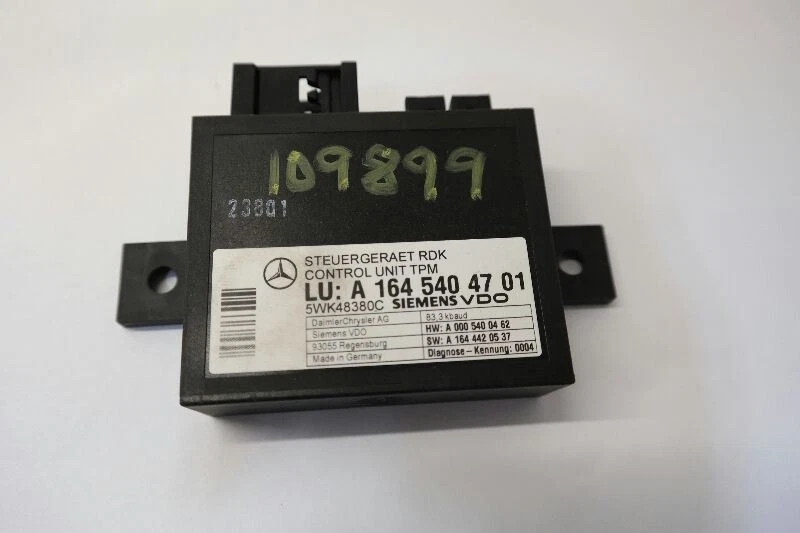 109899
23801
STEUERGERAET RDK
CONTROL UNIT TPM
LU: A 164 540 47 01
5WK48380C SIEMENS VDO
DaimlerChrysler AG
Siemens VDO
93055 Regensburg
Made in Germany
83,3 kbaud
HW: A 000 540 04 62
SW: A 164 442 05 37
Diagnose - Kennung: 0004